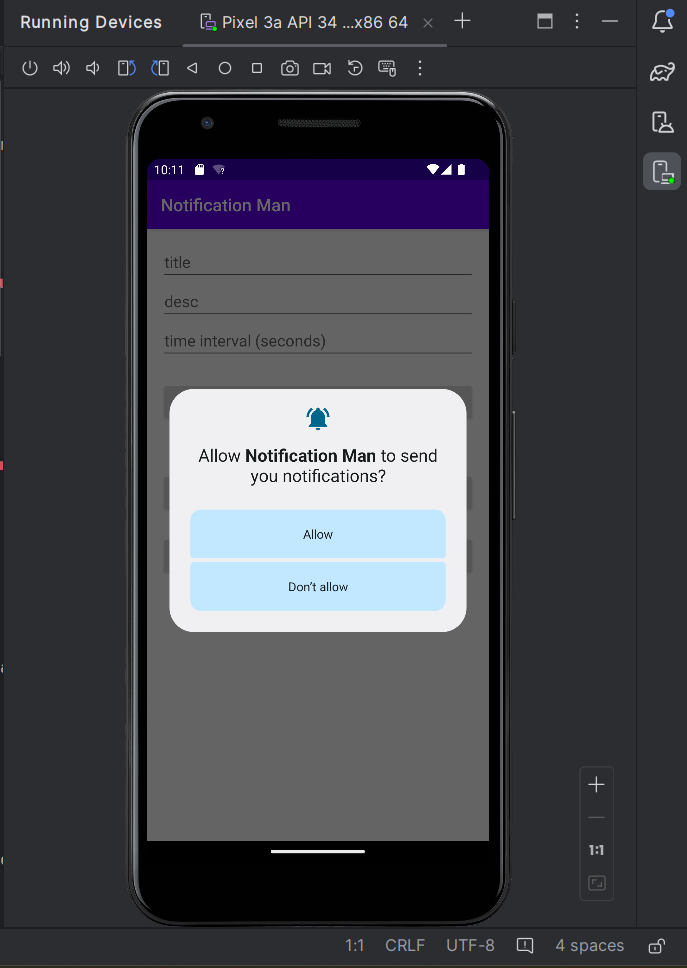 Running Devices
Pixel 3a API 34 ...x86 64
10:11
Notification Man
title
desc
time interval (seconds)
Allow Notification Man to send
you notifications?
Allow
Don't allow
1:1
1:1 CRLF UTF-8 4 spaces